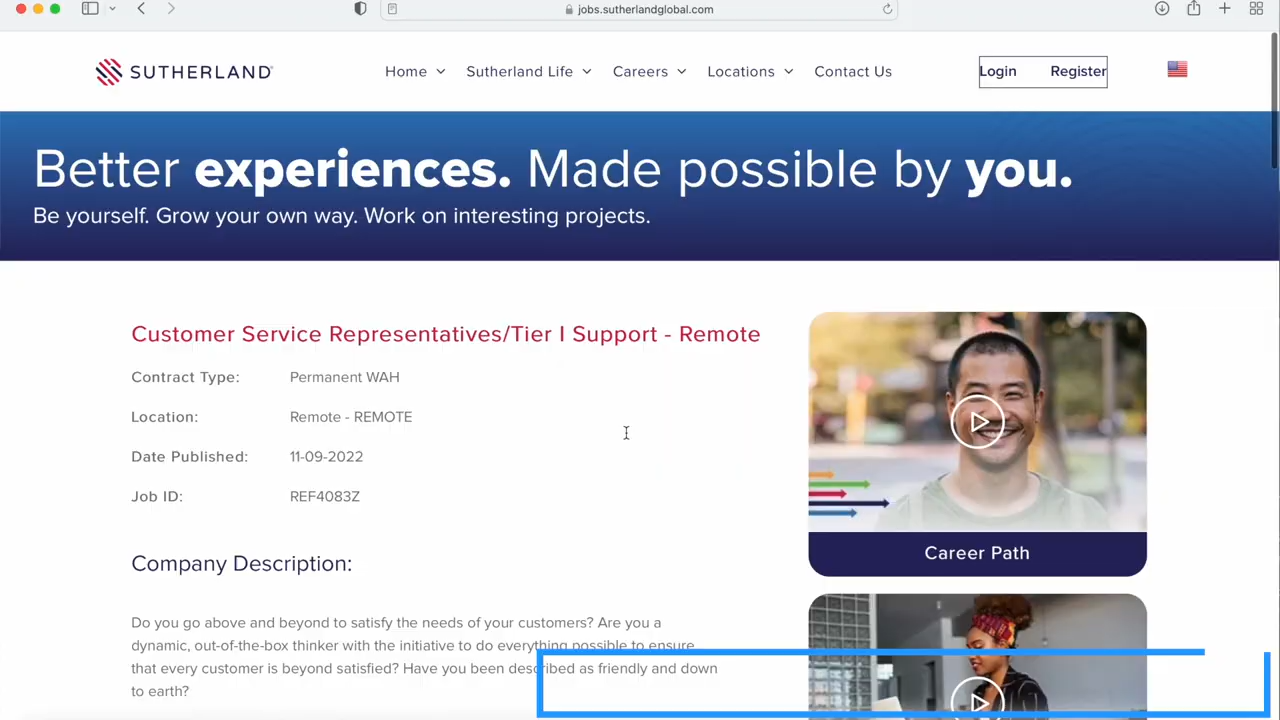 jobs.sutherlandglobal.com
SUTHERLAND
Home
Sutherland Life
Careers
Locations
Contact Us
Login
Register
Better experiences. Made possible by you.
Be yourself. Grow your own way. Work on interesting projects.
Customer Service Representatives/Tier I Support - Remote
Contract Type: Permanent WAH
Location: Remote - REMOTE
Date Published: 11-09-2022
Job ID: REF4083Z
Company Description:
Do you go above and beyond to satisfy the needs of your customers? Are you a
dynamic, out-of-the-box thinker with the initiative to do everything possible to ensure
that every customer is beyond satisfied? Have you been described as friendly and down
to earth?
Career Path